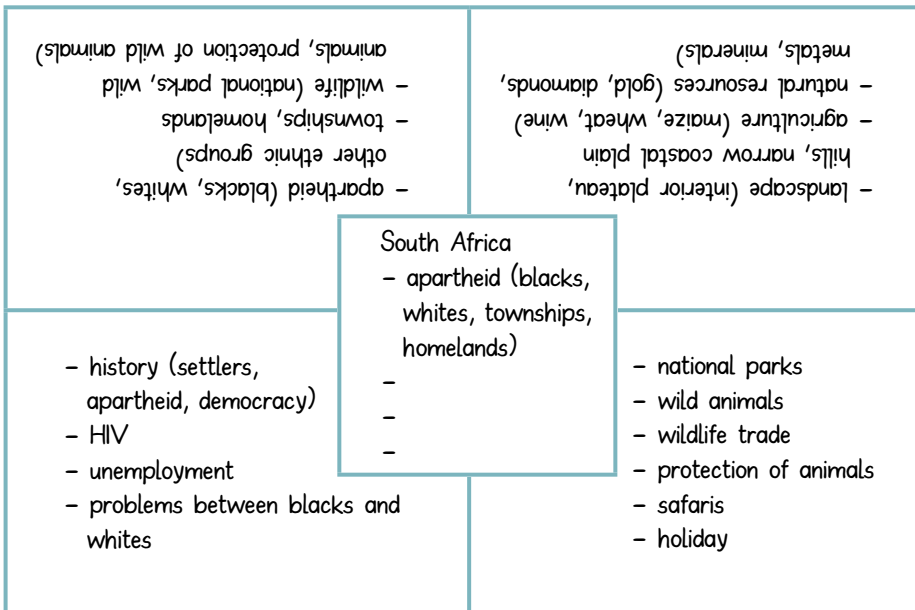 – apartheid (blacks, whites,
other ethnic groups)
– townships, homelands
– wildlife (national parks, wild
animals, protection of wild animals)
– landscape (interior plateau,
hills, narrow coastal plain
– agriculture (maize, wheat, wine)
– natural resources (gold, diamonds,
metals, minerals)
South Africa
– apartheid (blacks,
whites, townships,
homelands)
–
–
–
– history (settlers,
apartheid, democracy)
– HIV
– unemployment
– problems between blacks and
whites
– national parks
– wild animals
– wildlife trade
– protection of animals
– safaris
– holiday